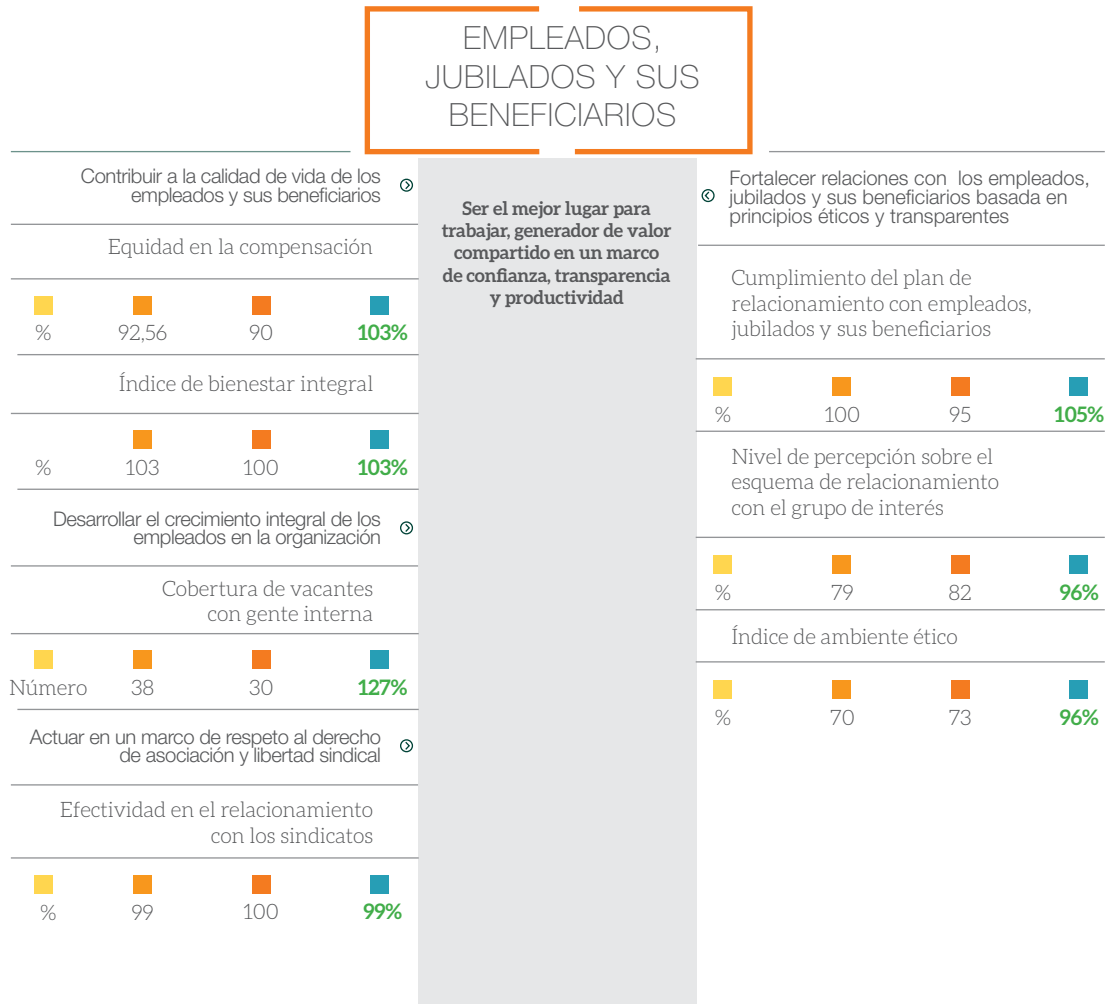 EMPLEADOS,
JUBILADOS Y SUS
BENEFICIARIOS
Contribuir a la calidad de vida de los
empleados y sus beneficiarios
Equidad en la compensación
% 92,56 90 103%
Índice de bienestar integral
% 103 100 103%
Desarrollar el crecimiento integral de los
empleados en la organización
Cobertura de vacantes
con gente interna
Número 38 30 127%
Actuar en un marco de respeto al derecho
de asociación y libertad sindical
Efectividad en el relacionamiento
con los sindicatos
% 99 100 99%
Ser el mejor lugar para
trabajar, generador de valor
compartido en un marco
de confianza, transparencia
y productividad
Fortalecer relaciones con los empleados,
jubilados y sus beneficiarios basada en
principios éticos y transparentes
Cumplimiento del plan de
relacionamiento con empleados,
jubilados y sus beneficiarios
% 100 95 105%
Nivel de percepción sobre el
esquema de relacionamiento
con el grupo de interés
% 79 82 96%
Índice de ambiente ético
% 70 73 96%